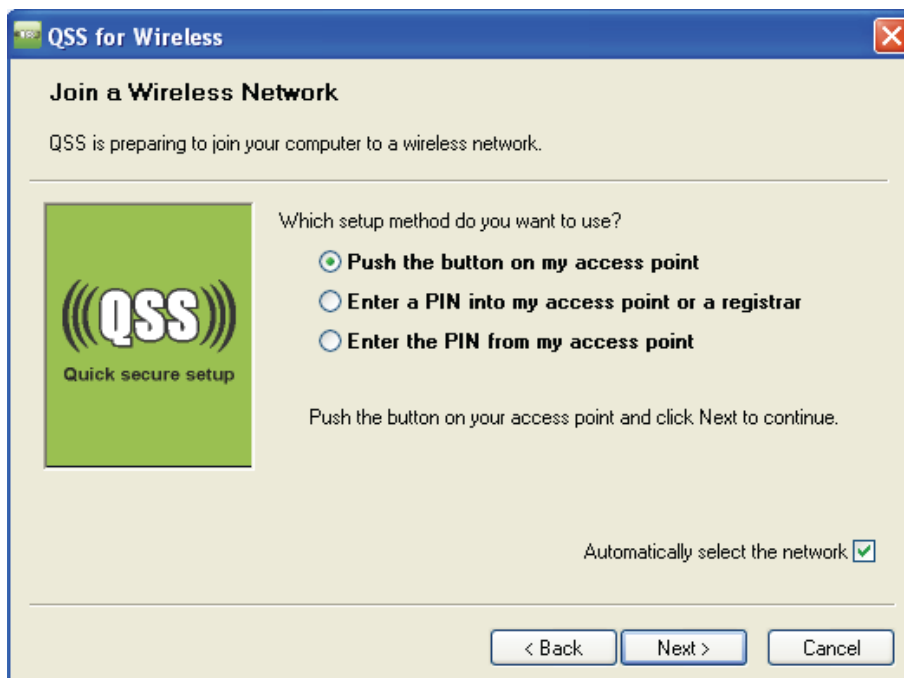 QSS for Wireless
Join a Wireless Network
QSS is preparing to join your computer to a wireless network.
Which setup method do you want to use?
Push the button on my access point
Enter a PIN into my access point or a registrar
Enter the PIN from my access point
(((QSS)))
Quick secure setup
Push the button on your access point and click Next to continue.
Automatically select the network
< Back Next > Cancel